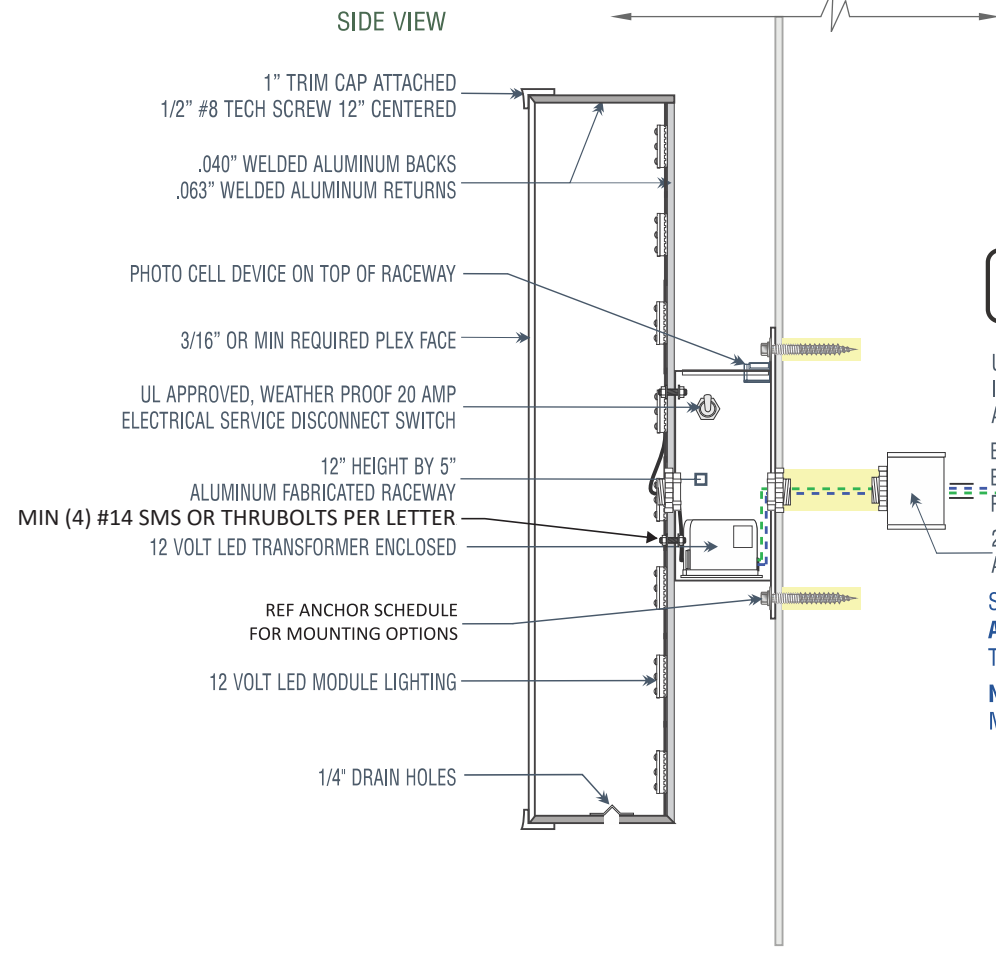 SIDE VIEW
1” TRIM CAP ATTACHED
1/2” #8 TECH SCREW 12” CENTERED
.040” WELDED ALUMINUM BACKS
.063” WELDED ALUMINUM RETURNS
PHOTO CELL DEVICE ON TOP OF RACEWAY
3/16” OR MIN REQUIRED PLEX FACE
UL APPROVED, WEATHER PROOF 20 AMP
ELECTRICAL SERVICE DISCONNECT SWITCH
12” HEIGHT BY 5”
ALUMINUM FABRICATED RACEWAY
MIN (4) #14 SMS OR THRUBOLTS PER LETTER
12 VOLT LED TRANSFORMER ENCLOSED
REF ANCHOR SCHEDULE
FOR MOUNTING OPTIONS
12 VOLT LED MODULE LIGHTING
1/4" DRAIN HOLES